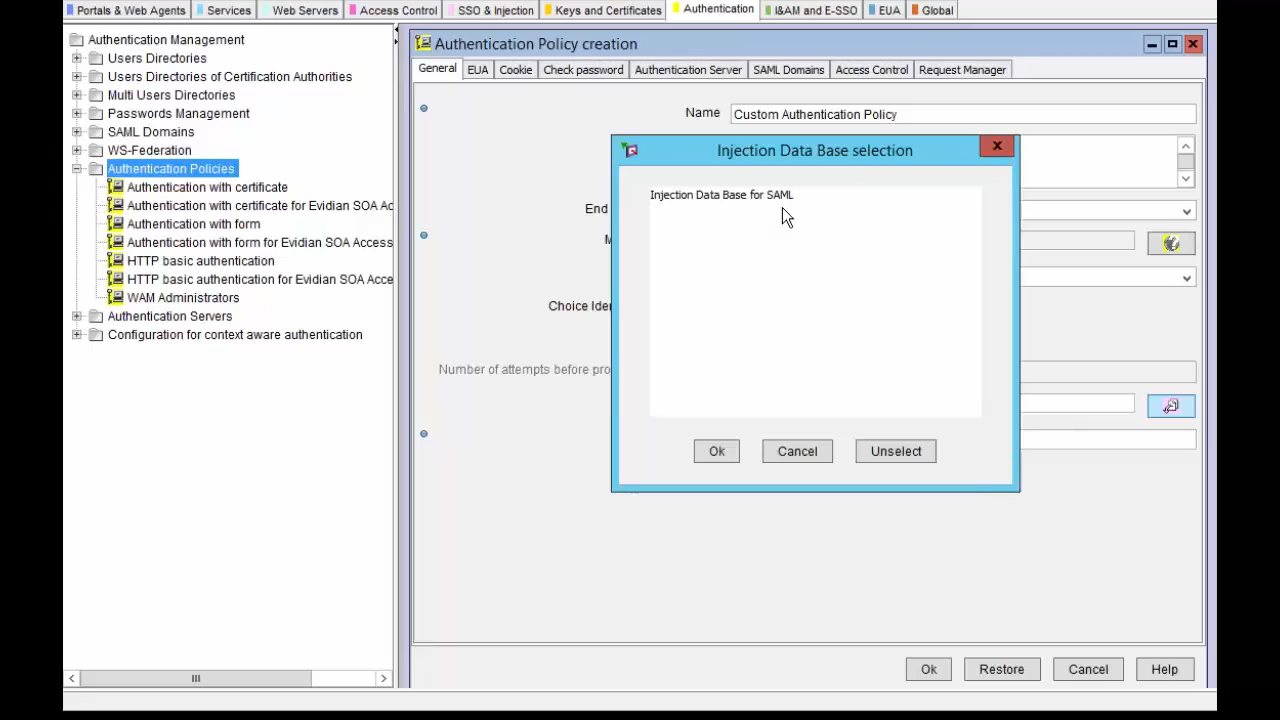 Portals & Web Agents Services Web Servers Access Control SSO & Injection Keys and Certificates Authentication I&AM and E-SSO EUA Global
Authentication Management
Users Directories
Users Directories of Certification Authorities
Multi Users Directories
Passwords Management
SAML Domains
WS-Federation
Authentication Policies
Authentication with certificate
Authentication with certificate for Evidian SOA Ac
Authentication with form
Authentication with form for Evidian SOA Access
HTTP basic authentication
HTTP basic authentication for Evidian SOA Acce
WAM Administrators
Authentication Servers
Configuration for context aware authentication
Authentication Policy creation
General EUA Cookie Check password Authentication Server SAML Domains Access Control Request Manager
Name Custom Authentication Policy
End
M
Choice Iden
Number of attempts before pro
Injection Data Base selection
Injection Data Base for SAML
Ok Cancel Unselect
Ok Restore Cancel Help